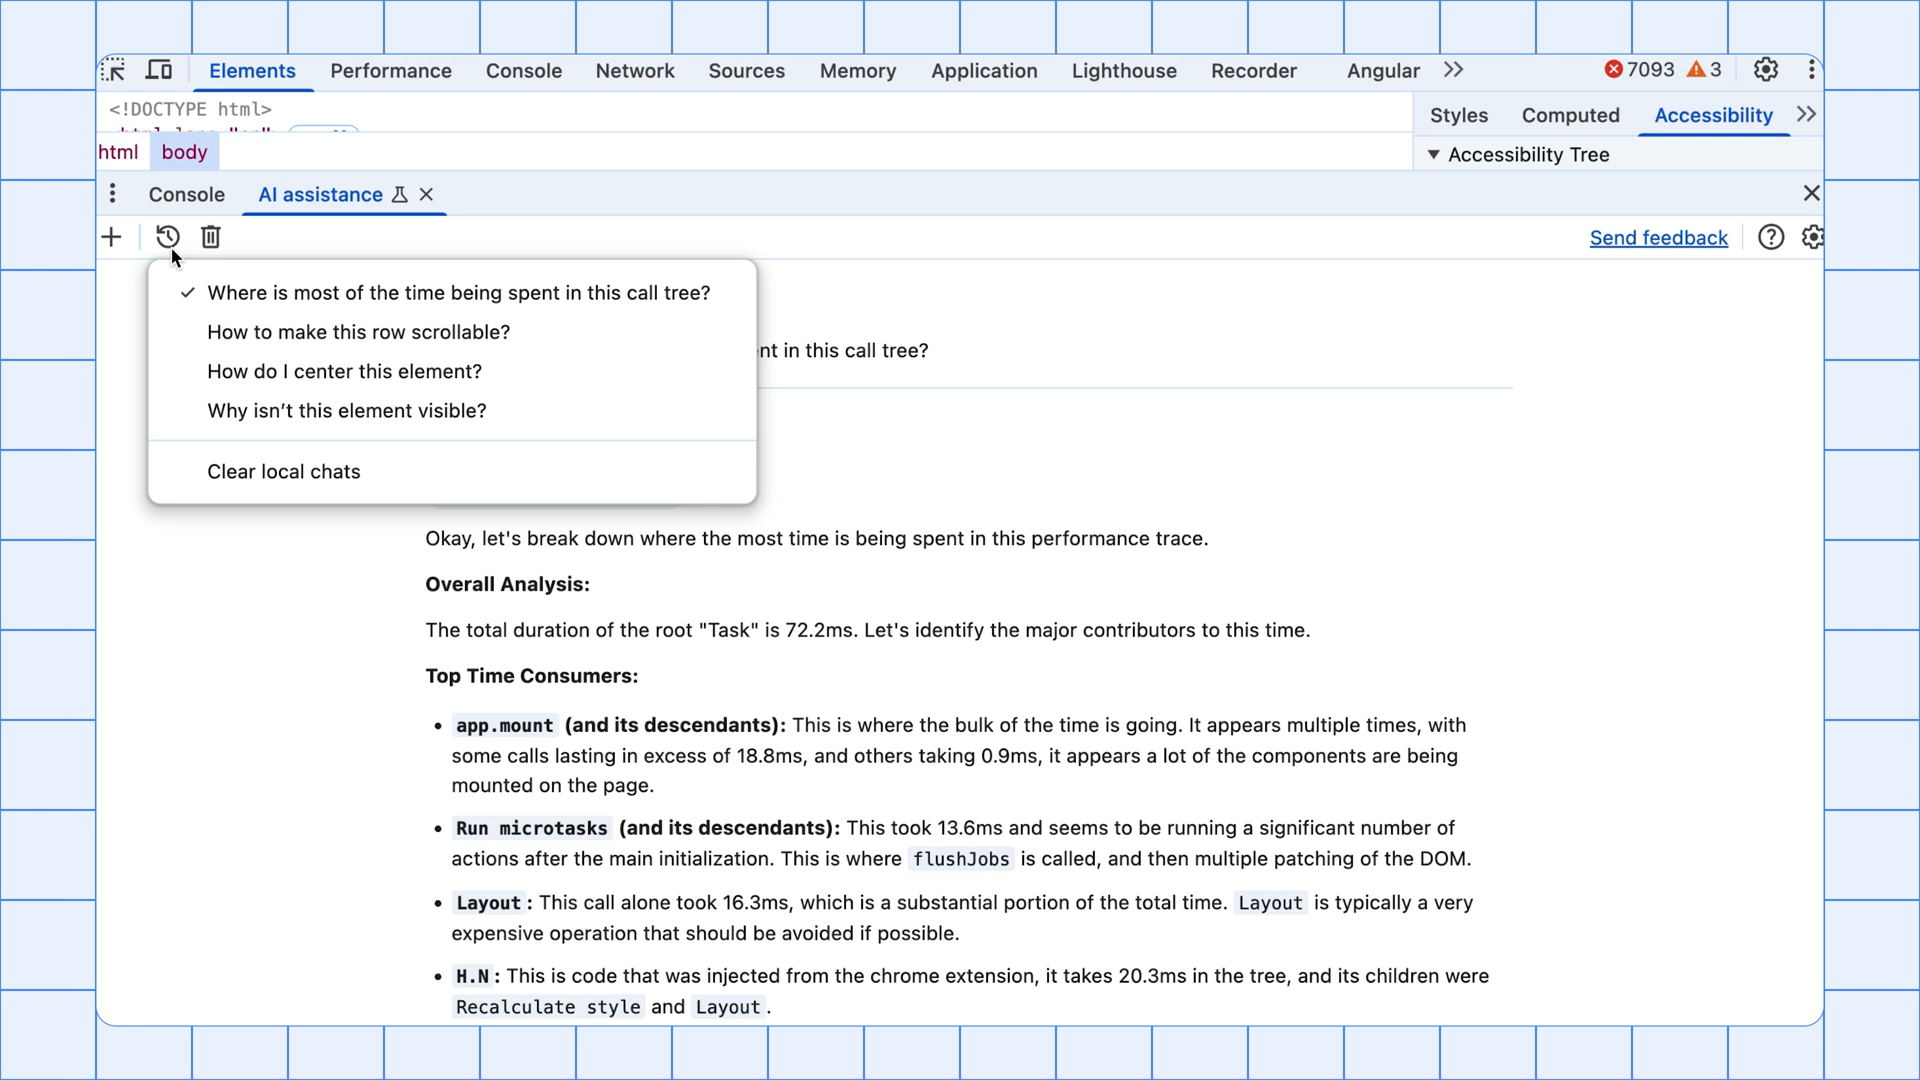 Elements Performance Console Network Sources Memory Application Lighthouse Recorder Angular 7093 3
<!DOCTYPE html>
Styles Computed Accessibility
html body
Accessibility Tree
Console AI assistance
Send feedback
Where is most of the time being spent in this call tree?
How to make this row scrollable?
nt in this call tree?
How do I center this element?
Why isn’t this element visible?
Clear local chats
Okay, let's break down where the most time is being spent in this performance trace.
Overall Analysis:
The total duration of the root "Task" is 72.2ms. Let's identify the major contributors to this time.
Top Time Consumers:
• app.mount (and its descendants): This is where the bulk of the time is going. It appears multiple times, with
some calls lasting in excess of 18.8ms, and others taking 0.9ms, it appears a lot of the components are being
mounted on the page.
• Run microtasks (and its descendants): This took 13.6ms and seems to be running a significant number of
actions after the main initialization. This is where flushJobs is called, and then multiple patching of the DOM.
• Layout: This call alone took 16.3ms, which is a substantial portion of the total time. Layout is typically a very
expensive operation that should be avoided if possible.
• H.N: This is code that was injected from the chrome extension, it takes 20.3ms in the tree, and its children were
Recalculate style and Layout.